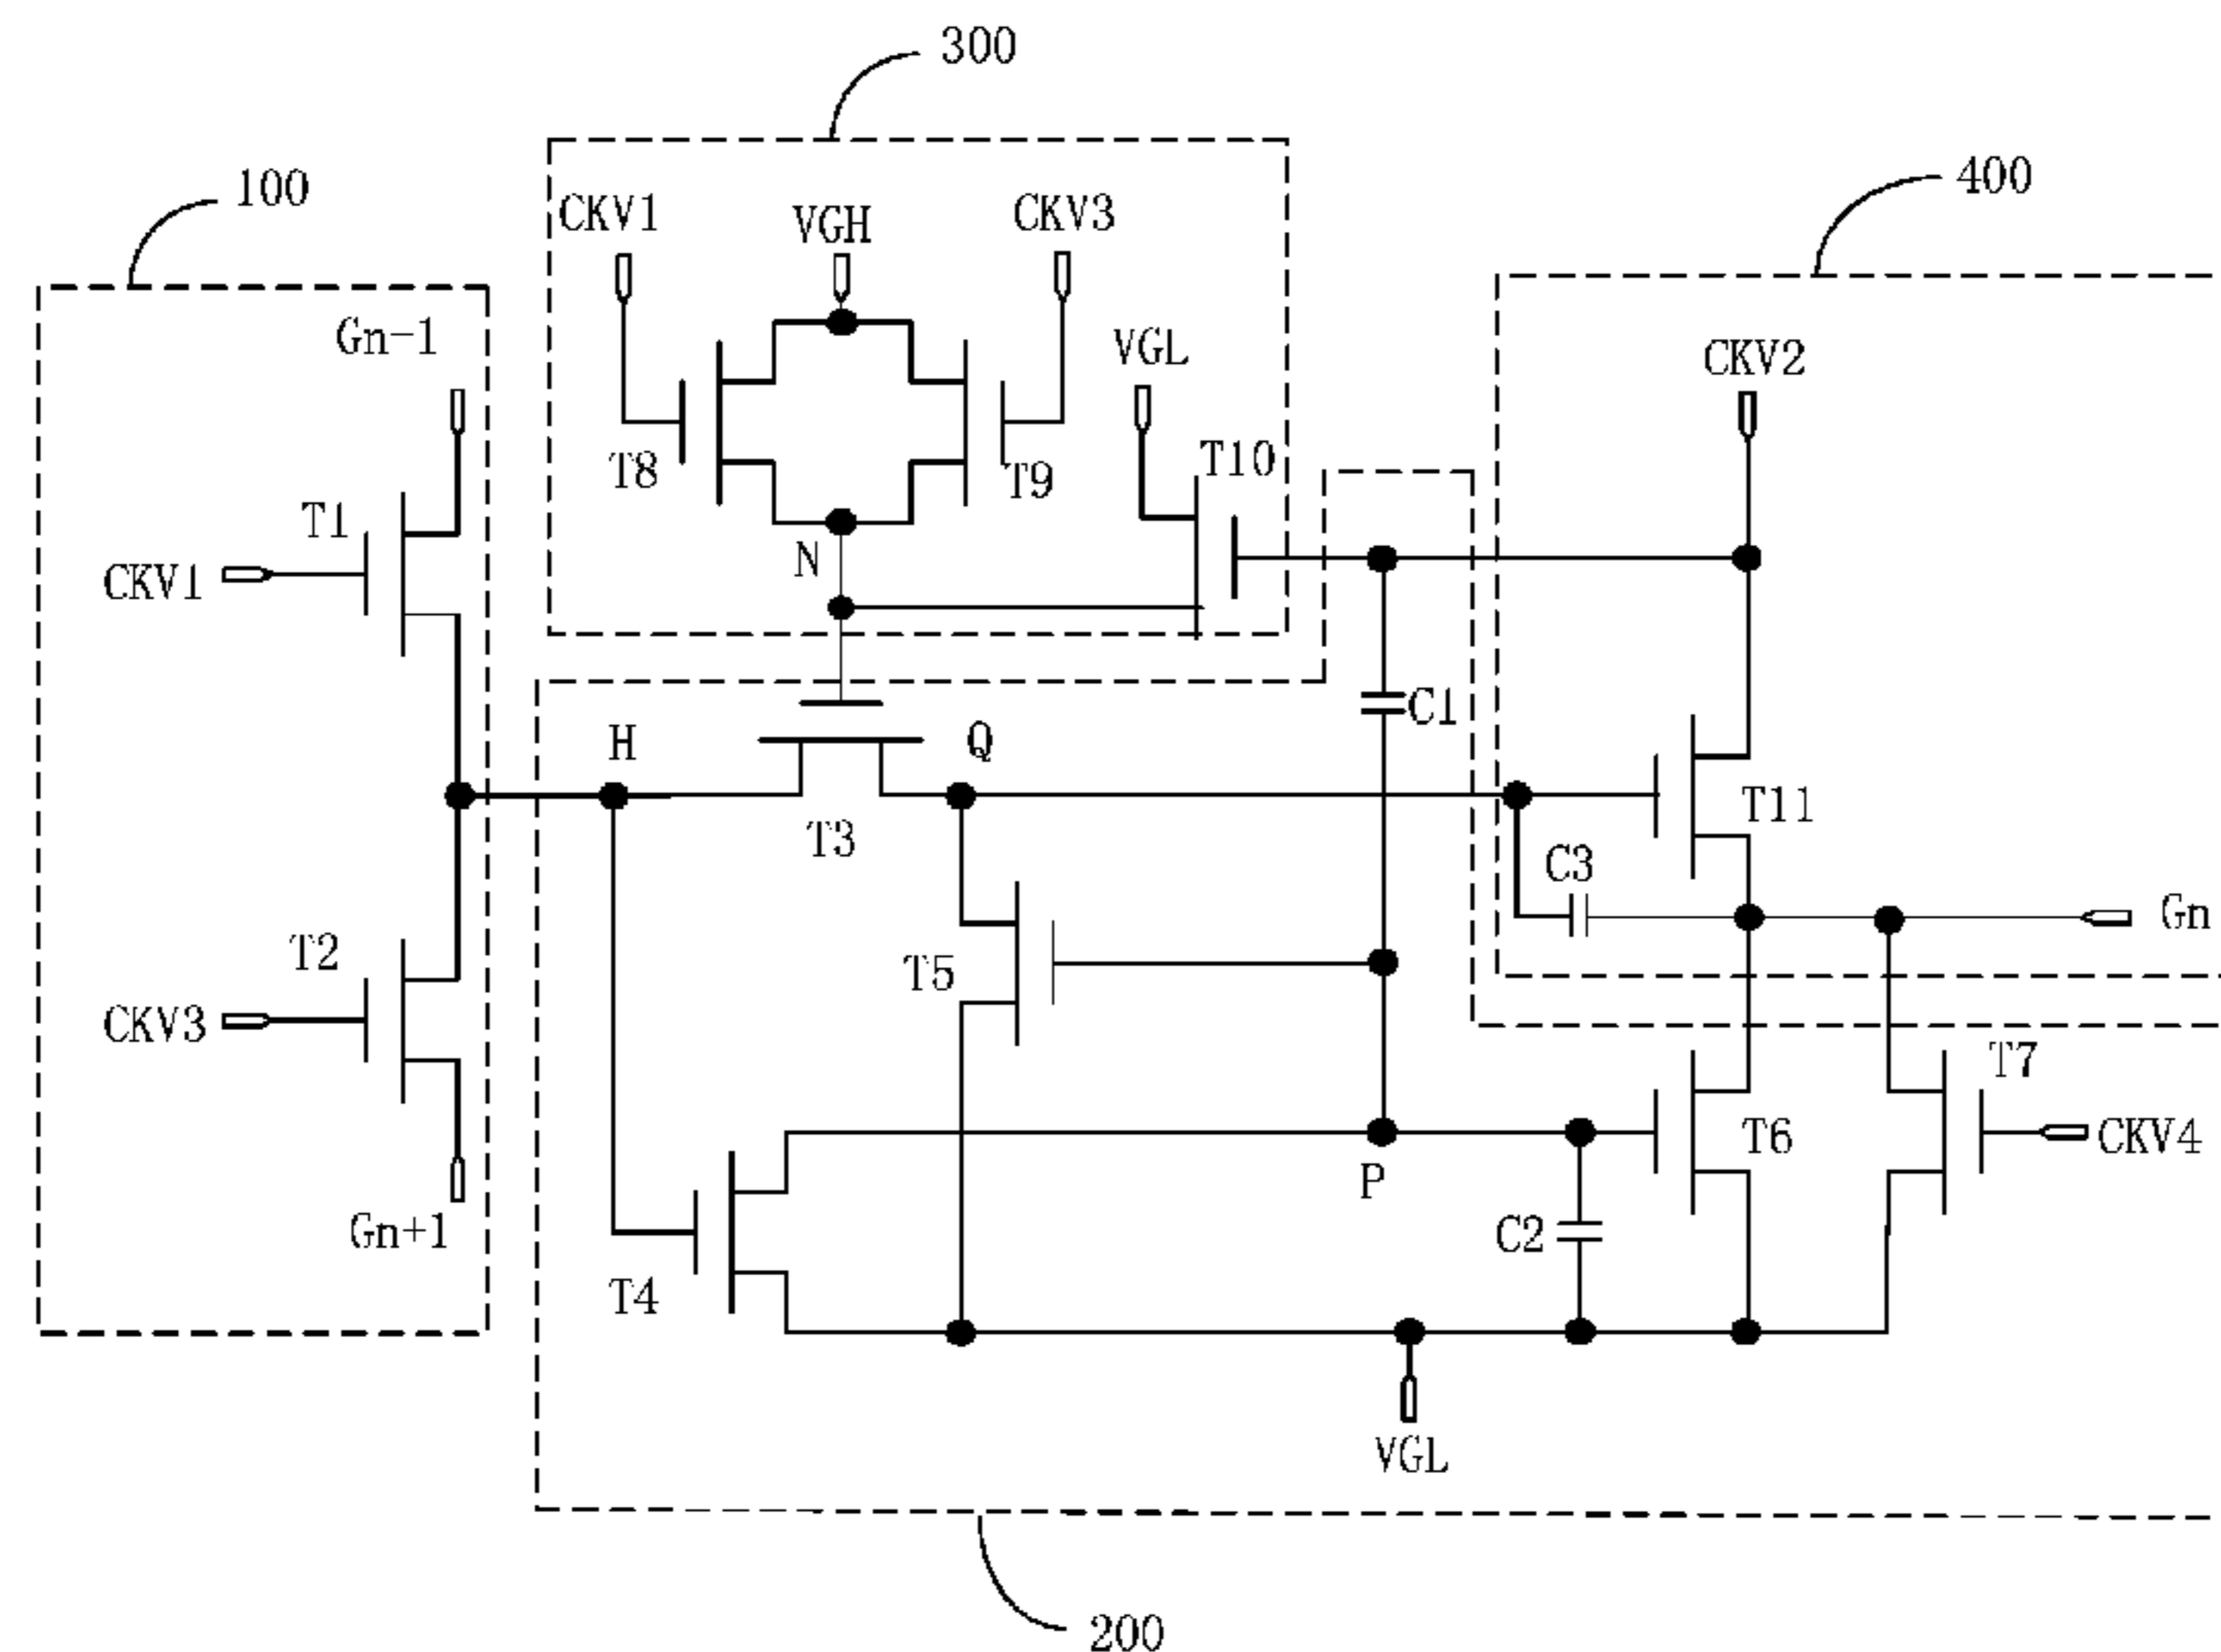 300
100
400
CKV1
VGH
CKV3
Gn-1
VGL
CKV2
T8
T9
T10
T1
N
CKV1
C1
H
Q
T11
T3
C3
Gn
T2
T5
CKV3
T7
T6
CKV4
P
Gn+1
C2
T4
VGL
200